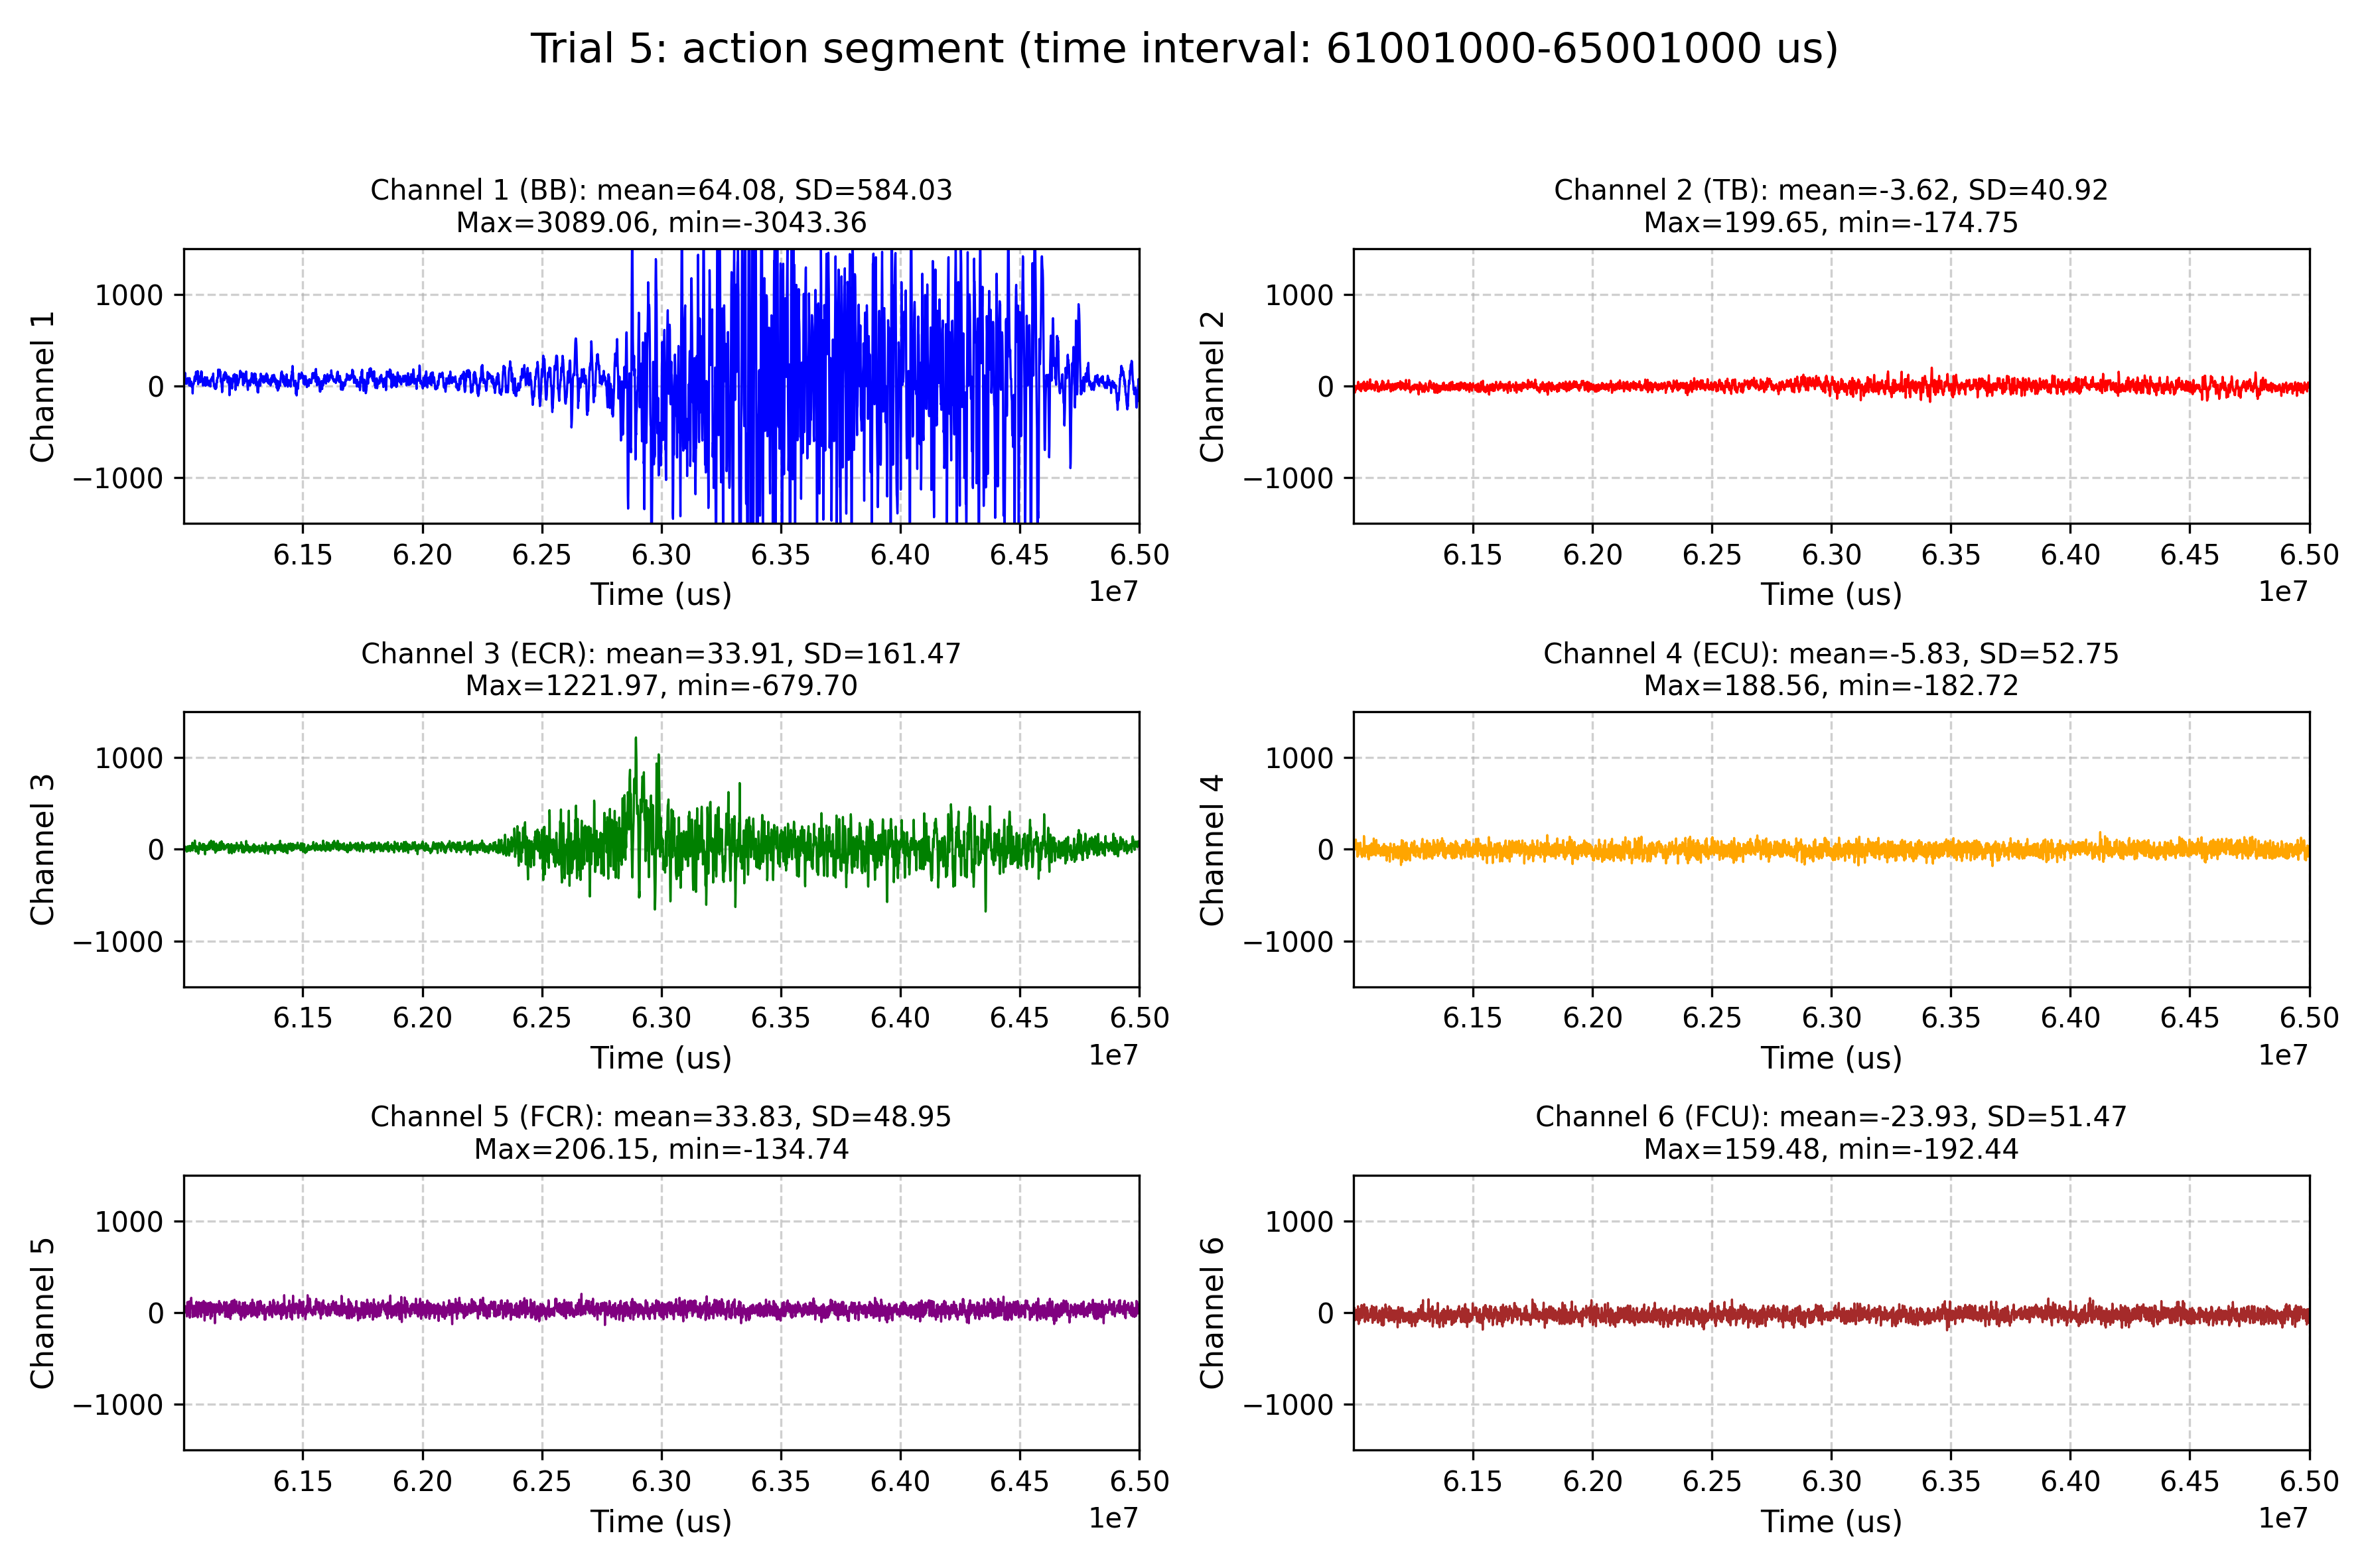 Trial 5: action segment (time interval: 61001000-65001000 us)
Channel 1 (BB): mean=64.08, SD=584.03
Max=3089.06, min=-3043.36
Channel 1
1000
0
−1000
6.15 6.20 6.25 6.30 6.35 6.40 6.45 6.50
Time (us)
1e7
Channel 2 (TB): mean=-3.62, SD=40.92
Max=199.65, min=-174.75
Channel 2
1000
0
−1000
6.15 6.20 6.25 6.30 6.35 6.40 6.45 6.50
Time (us)
1e7
Channel 3 (ECR): mean=33.91, SD=161.47
Max=1221.97, min=-679.70
Channel 3
1000
0
−1000
6.15 6.20 6.25 6.30 6.35 6.40 6.45 6.50
Time (us)
1e7
Channel 4 (ECU): mean=-5.83, SD=52.75
Max=188.56, min=-182.72
Channel 4
1000
0
−1000
6.15 6.20 6.25 6.30 6.35 6.40 6.45 6.50
Time (us)
1e7
Channel 5 (FCR): mean=33.83, SD=48.95
Max=206.15, min=-134.74
Channel 5
1000
0
−1000
6.15 6.20 6.25 6.30 6.35 6.40 6.45 6.50
Time (us)
1e7
Channel 6 (FCU): mean=-23.93, SD=51.47
Max=159.48, min=-192.44
Channel 6
1000
0
−1000
6.15 6.20 6.25 6.30 6.35 6.40 6.45 6.50
Time (us)
1e7